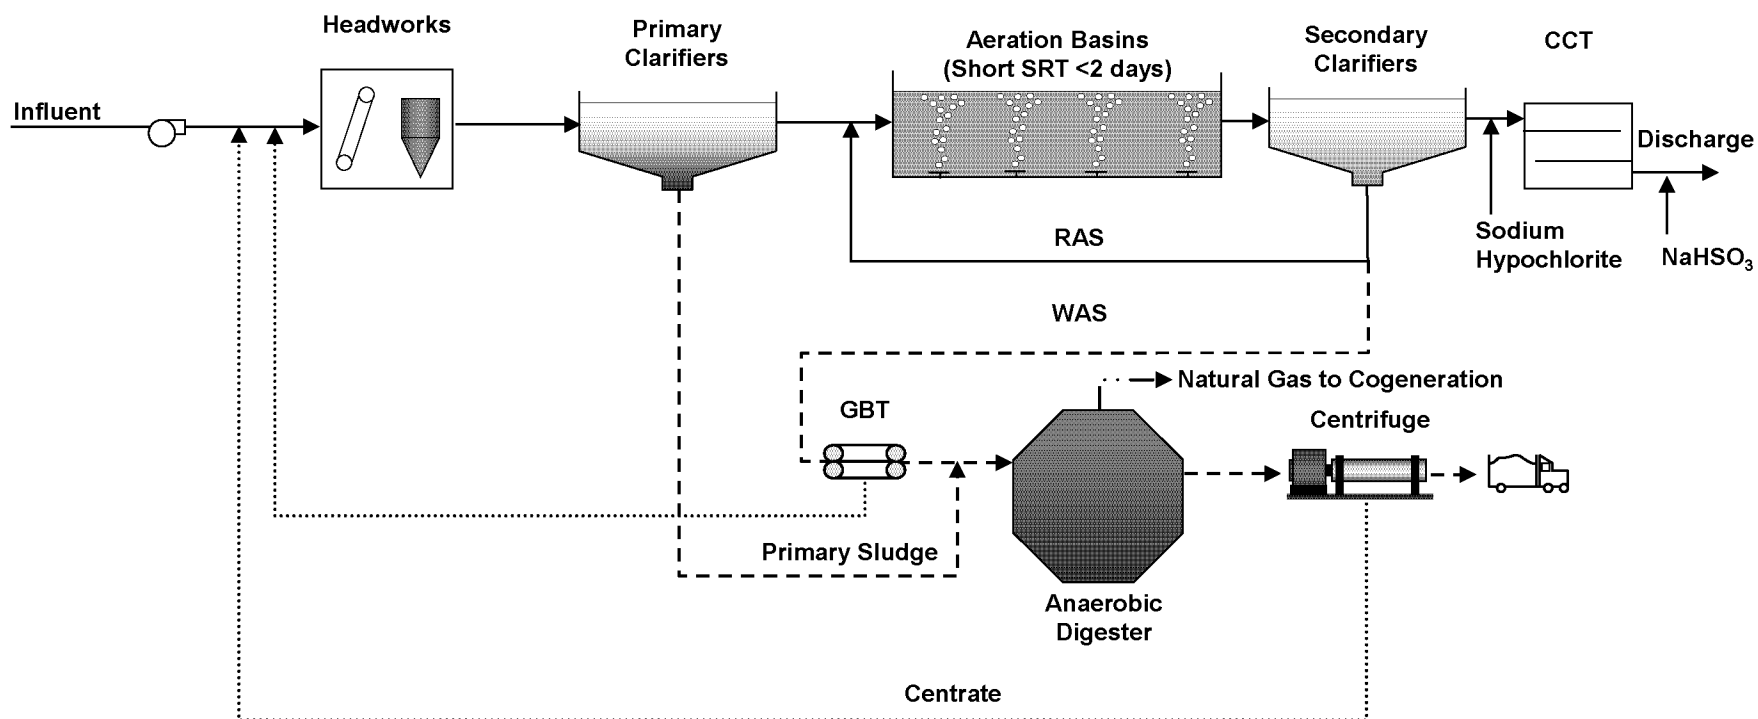 Headworks
Primary
Clarifiers
Aeration Basins
(Short SRT <2 days)
Secondary
Clarifiers
CCT
Influent
Discharge
RAS
Sodium
Hypochlorite
NaHSO₃
WAS
Natural Gas to Cogeneration
GBT
Centrifuge
Primary Sludge
Anaerobic
Digester
Centrate